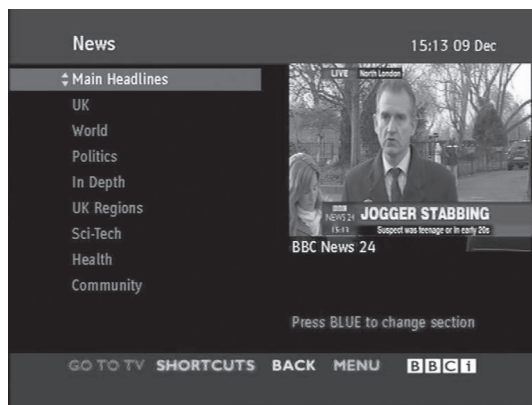 News
15:13 09 Dec
Main Headlines
UK
World
Politics
In Depth
UK Regions
Sci-Tech
Health
Community
LIVE North London
BBC
NEWS 24
15:13
JOGGER STABBING
Suspect was teenage or in early 20s
BBC News 24
Press BLUE to change section
GO TO TV SHORTCUTS BACK MENU BBCi